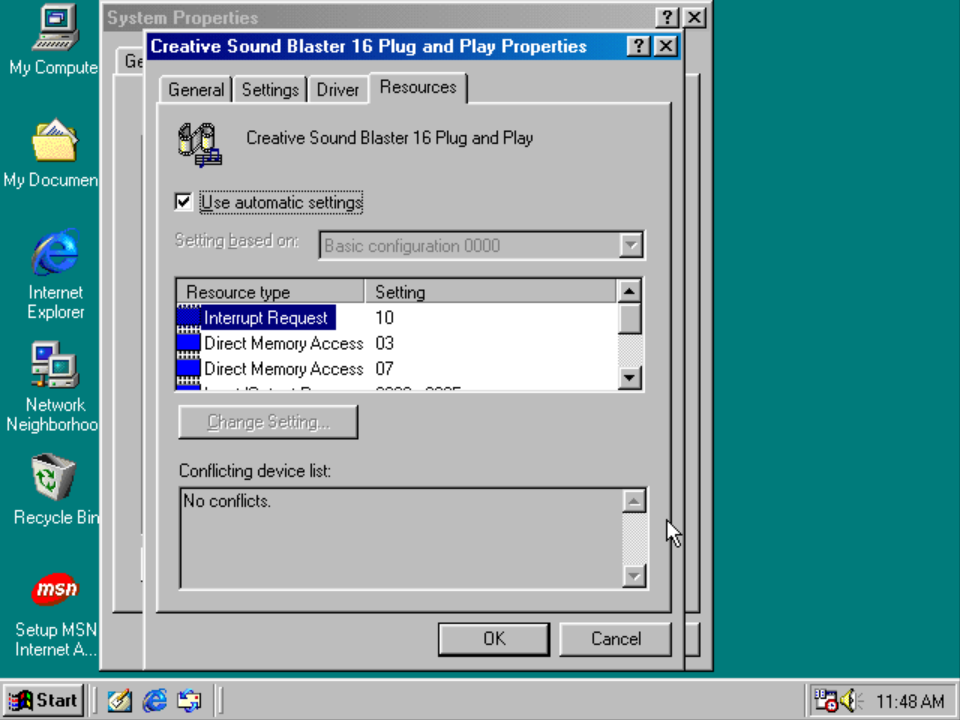 System Properties
Creative Sound Blaster 16 Plug and Play Properties
Ge
General
Settings
Driver
Resources
Creative Sound Blaster 16 Plug and Play
Use automatic settings
Setting based on:
Basic configuration 0000
Resource type
Setting
Interrupt Request
10
Direct Memory Access
03
Direct Memory Access
07
Change Setting...
Conflicting device list:
No conflicts.
OK
Cancel
My Compute
My Documen
Internet
Explorer
Network
Neighborhoo
Recycle Bin
msn
Setup MSN
Internet A...
Start
11:48 AM